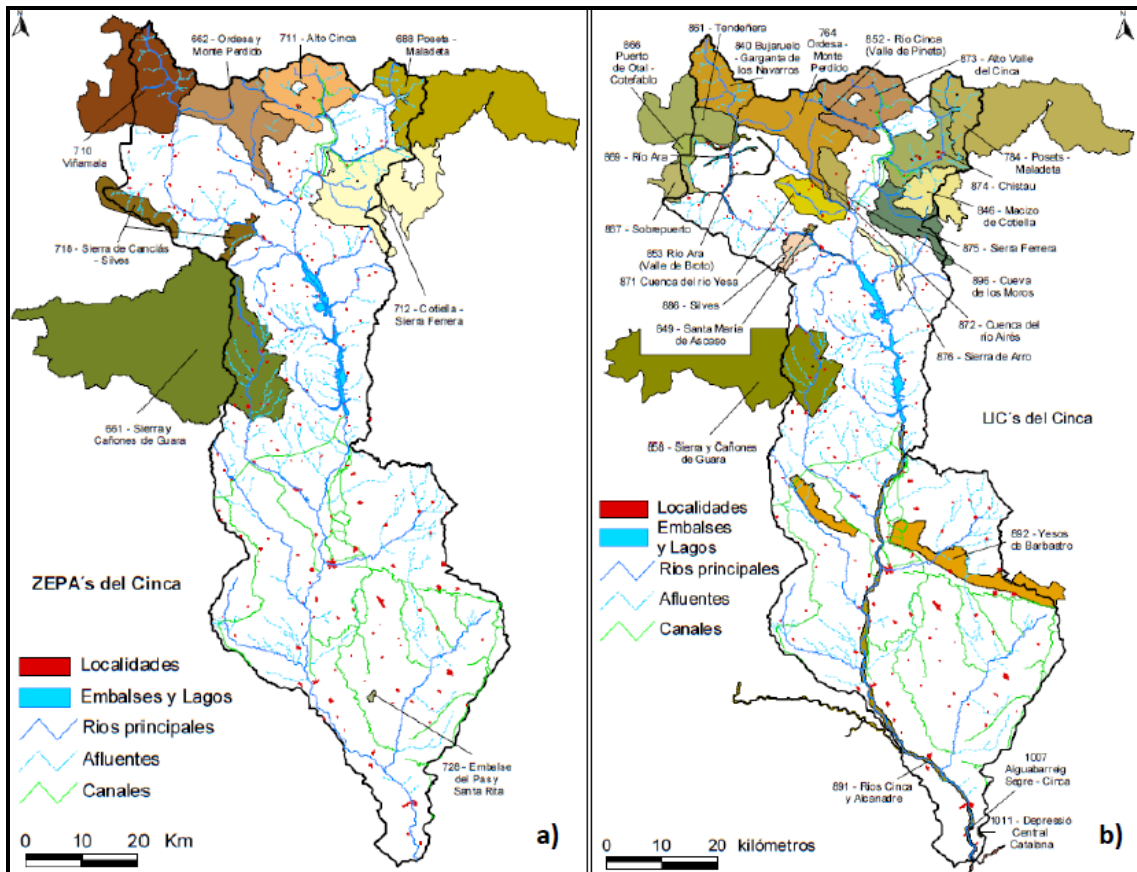 662 - Ordesa y
Monte Perdido
711 - Alto Cinca
688 Posets -
Maladeta
710
Viñamala
718 - Sierra de Canciás
- Silves
712 - Cotiella -
Sierra Ferrera
661 - Sierra y
Cañones de Guara
ZEPA´s del Cinca
Localidades
Embalses y Lagos
Ríos principales
Afluentes
Canales
728 - Embalse
del Pas y
Santa Rita
0 10 20 Km
a)
861 - Tendeñera
866
Puerto
de Otal -
Cotefablo
840 Bujaruelo -
Garganta de
los Navarros
764
Ordesa -
Monte
Perdido
852 - Río Cinca
(Valle de Pineta)
873 - Alto Valle
del Cinca
869 - Río Ara
784 - Posets -
Maladeta
874 - Chistau
846 - Macizo
de Cotiella
867 - Sobrepuerto
875 - Sierra Ferrera
853 Río Ara
(Valle de Broto)
871 Cuenca del río Yesa
896 - Cueva
de los Moros
886 - Silves
849 - Santa María
de Ascaso
872 - Cuenca del
río Airés
876 - Sierra de Arro
LIC´s del Cinca
858 - Sierra y Cañones
de Guara
Localidades
Embalses
y Lagos
Ríos principales
Afluentes
Canales
892 - Yesos
de Barbastro
891 - Ríos Cinca
y Alcanadre
1007
Aiguabarreig
Segre - Cinca
1011 - Depressió
Central
Catalana
0 10 20 kilómetros
b)